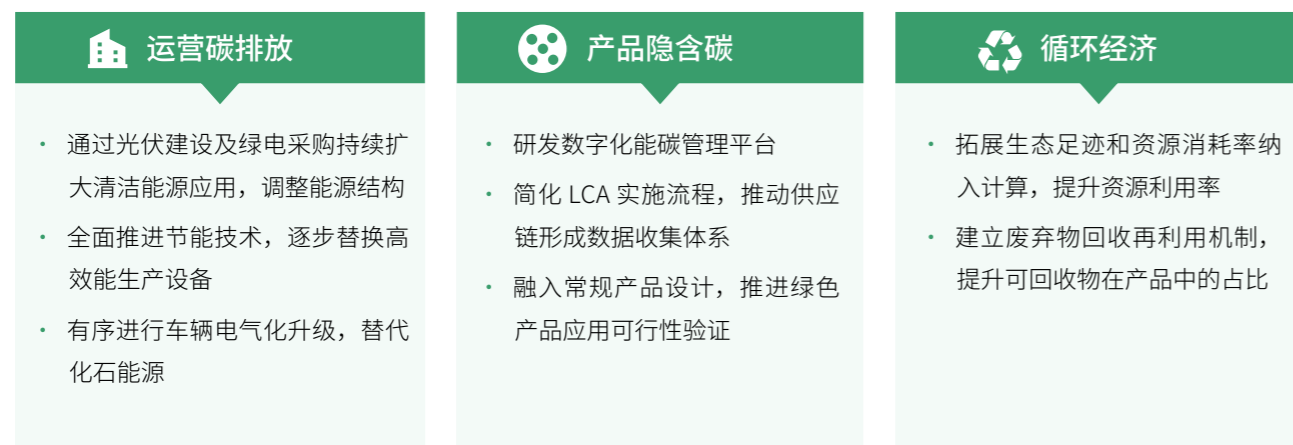 运营碳排放
· 通过光伏建设及绿电采购持续扩
大清洁能源应用，调整能源结构
· 全面推进节能技术，逐步替换高
效能生产设备
· 有序进行车辆电气化升级，替代
化石能源
产品隐含碳
· 研发数字化能碳管理平台
· 简化 LCA 实施流程，推动供应
链形成数据收集体系
· 融入常规产品设计，推进绿色
产品应用可行性验证
循环经济
· 拓展生态足迹和资源消耗率纳
入计算，提升资源利用率
· 建立废弃物回收再利用机制，
提升可回收物在产品中的占比